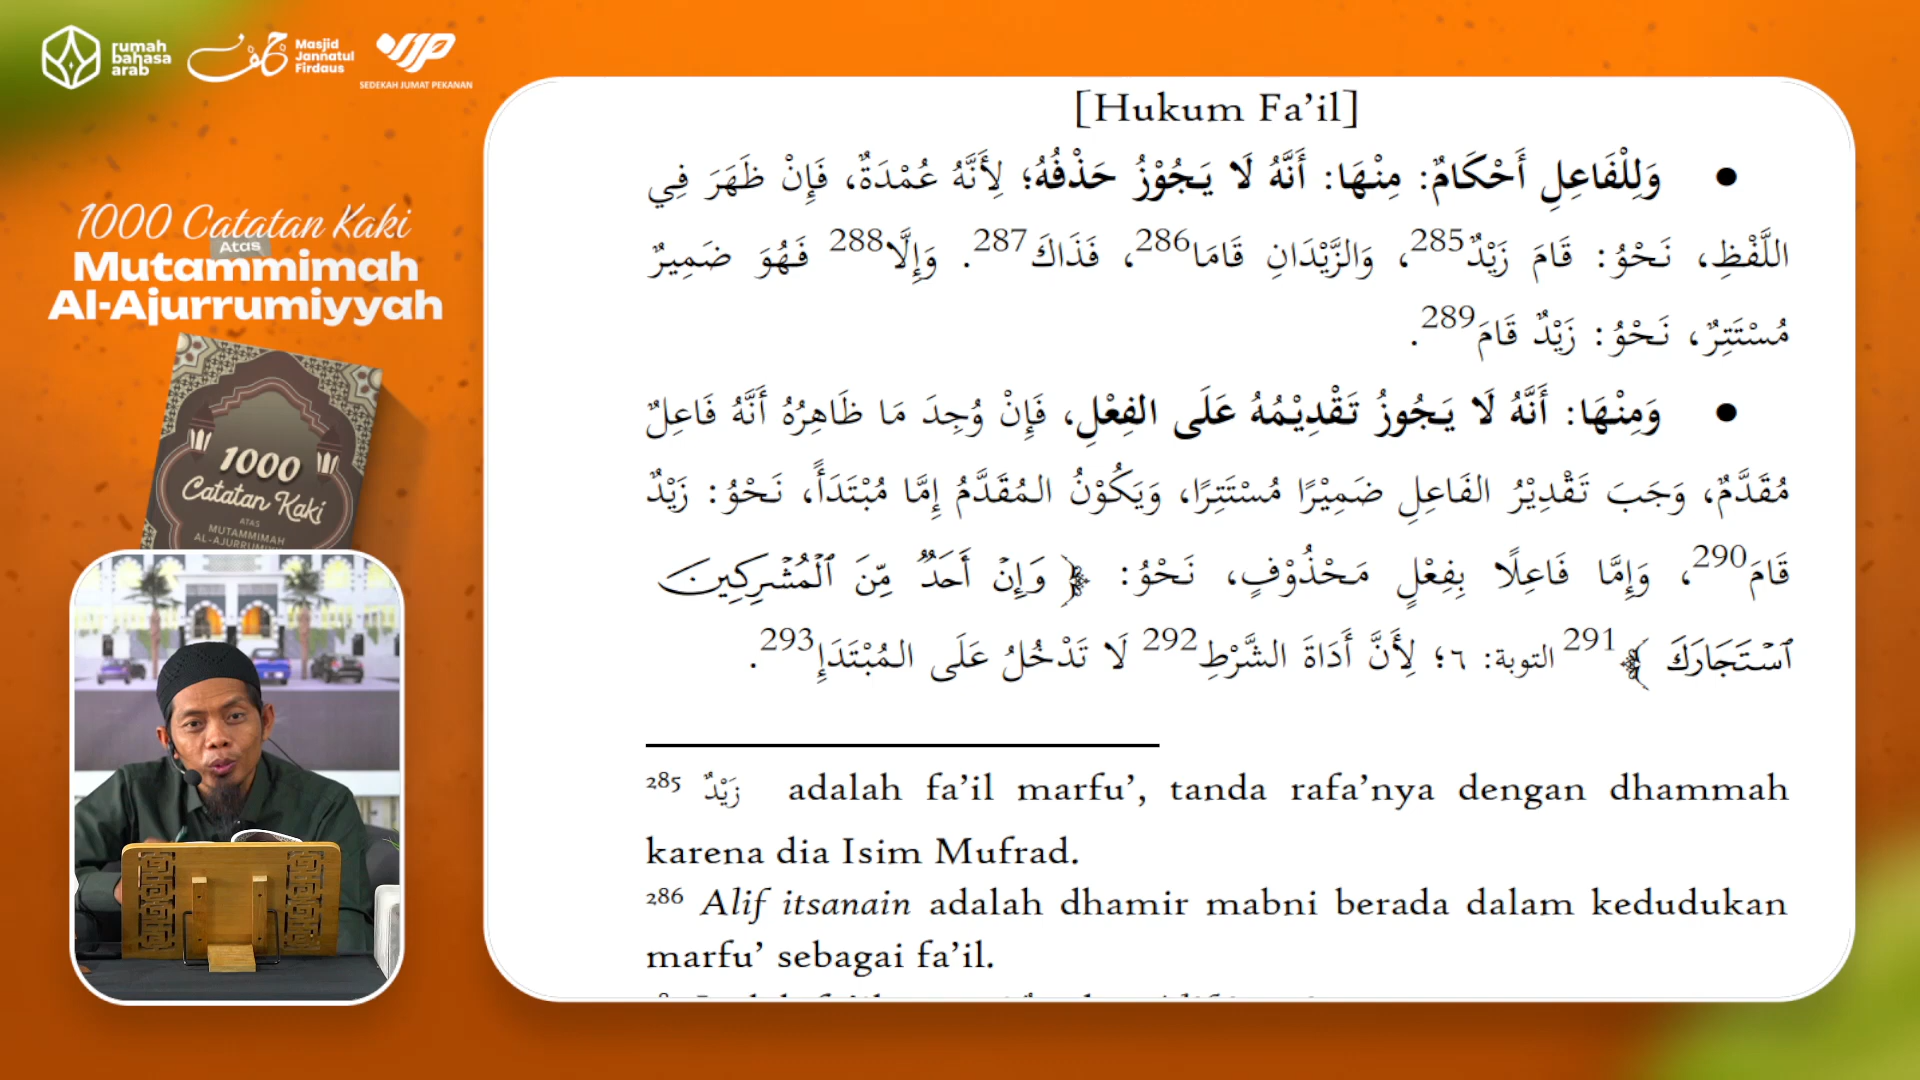 rumah
bahasa
arab
Masjid
Jannatul
Firdaus
VJP
SEDEKAH JUMAT PEKANAN
1000 Catatan Kaki
Atas
Mutammimah
Al-Ajurrumiyyah
1000
Catatan Kaki
ATAS
MUTAMMIMAH
[Hukum Fa’il]
● وَلِلْفَاعِلِ أَحْكَامٌ: مِنْهَا: أَنَّهُ لَا يَجُوْزُ حَذْفُهُ؛ لِأَنَّهُ عُمْدَةٌ، فَإِنْ ظَهَرَ فِي
اللَّفْظِ، نَحْوُ: قَامَ زَيْدٌ285، وَالزَّيْدَانِ قَامَا286، فَذَاكَ287. وَإِلَّا288 فَهُوَ ضَمِيرٌ
مُسْتَتِرٌ، نَحْوُ: زَيْدٌ قَامَ289.
● وَمِنْهَا: أَنَّهُ لَا يَجُوزُ تَقْدِيْمُهُ عَلَى الفِعْلِ، فَإِنْ وُجِدَ مَا ظَاهِرُهُ أَنَّهُ فَاعِلٌ
مُقَدَّمٌ، وَجَبَ تَقْدِيْرُ الفَاعِلِ ضَمِيْرًا مُسْتَتِرًا، وَيَكُوْنُ المُقَدَّمُ إِمَّا مُبْتَدَأً، نَحْوُ: زَيْدٌ
قَامَ290، وَإِمَّا فَاعِلًا بِفِعْلٍ مَحْذُوْفٍ، نَحْوُ: ﴿ وَإِنْ أَحَدٌ مِّنَ ٱلْمُشْرِكِينَ
ٱسْتَجَارَكَ ﴾291 التوبة: ٦؛ لِأَنَّ أَدَاةَ الشَّرْطِ292 لَا تَدْخُلُ عَلَى المُبْتَدَإِ293.
285 زَيْدٌ adalah fa’il marfu’, tanda rafa’nya dengan dhammah
karena dia Isim Mufrad.
286 Alif itsanain adalah dhamir mabni berada dalam kedudukan
marfu’ sebagai fa’il.